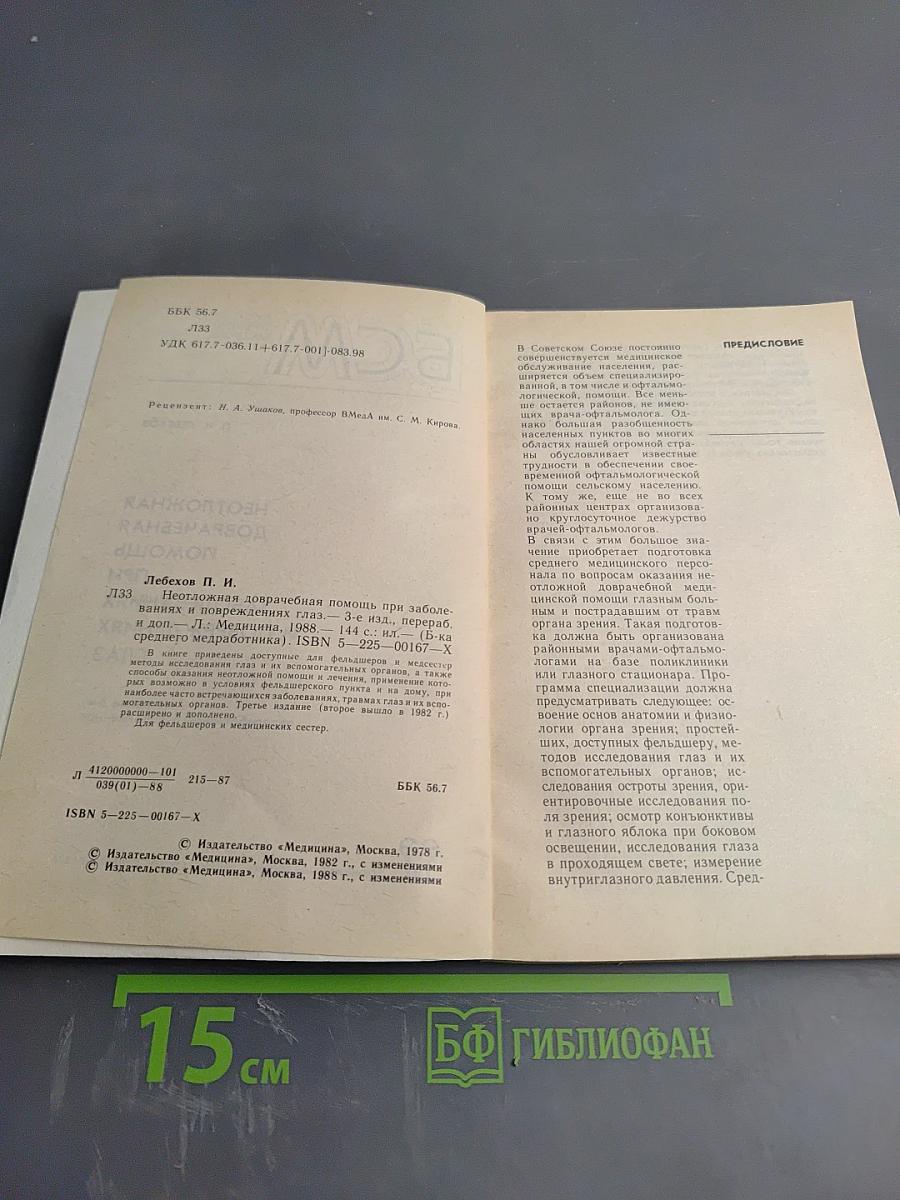 ББК 56.7
Л33
УДК 617.7-036.11+617.7-001]-083.98
Рецензент: Н. А. Ушаков, профессор ВМедА им. С. М. Кирова.
Лебехов П. И.
Л33 Неотложная доврачебная помощь при заболе-
ваниях и повреждениях глаз.— 3-е изд., перераб.
и доп.— Л.: Медицина, 1988.— 144 с.: ил.— (Б-ка
среднего медработника). ISBN 5—225—00167—X
В книге приведены доступные для фельдшеров и медсестер
методы исследования глаз и их вспомогательных органов, а также
способы оказания неотложной помощи и лечения, применение кото-
рых возможно в условиях фельдшерского пункта и на дому, при
наиболее часто встречающихся заболеваниях, травмах глаз и их вспо-
могательных органов. Третье издание (второе вышло в 1982 г.)
расширено и дополнено.
Для фельдшеров и медицинских сестер.
Л 4120000000—101
039(01)—88 215—87
ББК 56.7
ISBN 5—225—00167—X
© Издательство «Медицина», Москва, 1978 г.
© Издательство «Медицина», Москва, 1982 г., с изменениями
© Издательство «Медицина», Москва, 1988 г., с изменениями
ПРЕДИСЛОВИЕ
В Советском Союзе постоянно
совершенствуется медицинское
обслуживание населения, рас-
ширяется объем специализиро-
ванной, в том числе и офтальмо-
логической, помощи. Все мень-
ше остается районов, не имею-
щих врача-офтальмолога. Од-
нако большая разобщенность
населенных пунктов во многих
областях нашей огромной стра-
ны обусловливает известные
трудности в обеспечении свое-
временной офтальмологической
помощи сельскому населению.
К тому же, еще не во всех
районных центрах организова-
но круглосуточное дежурство
врачей-офтальмологов.
В связи с этим большое зна-
чение приобретает подготовка
среднего медицинского персо-
нала по вопросам оказания не-
отложной доврачебной меди-
цинской помощи глазным боль-
ным и пострадавшим от травм
органа зрения. Такая подготов-
ка должна быть организована
районными врачами-офтальмо-
логами на базе поликлиники
или глазного стационара. Про-
грамма специализации должна
предусматривать следующее: ос-
воение основ анатомии и физио-
логии органа зрения; простей-
ших, доступных фельдшеру, ме-
тодов исследования глаз и их
вспомогательных органов; ис-
следования остроты зрения, ори-
ентировочные исследования по-
ля зрения; осмотр конъюнктивы
и глазного яблока при боковом
освещении, исследования глаза
в проходящем свете; измерение
внутриглазного давления. Сред-
15 см
БФ ГИБЛИОФАН